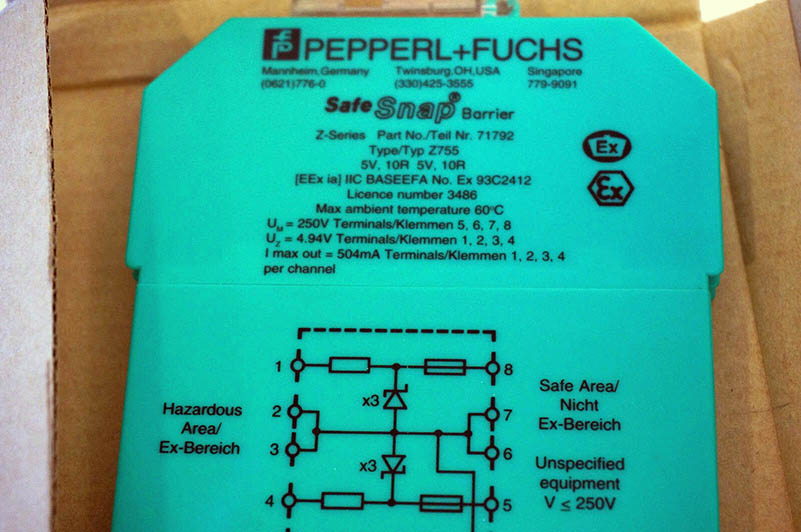 PEPPERL+FUCHS
Mannheim,Germany Twinsburg,OH,USA Singapore
(0621)776-0 (330)425-3555 779-9091
Safe Snap® Barrier
Z-Series Part No./Teil Nr. 71792
Type/Typ Z755
5V, 10R 5V, 10R
[EEx ia] IIC BASEEFA No. Ex 93C2412
Licence number 3486
Max ambient temperature 60°C
UM = 250V Terminals/Klemmen 5, 6, 7, 8
UZ = 4.94V Terminals/Klemmen 1, 2, 3, 4
I max out = 504mA Terminals/Klemmen 1, 2, 3, 4
per channel
Ex
Ex
Hazardous
Area/
Ex-Bereich
1
2
3
4
x3
x3
8
7
6
5
Safe Area/
Nicht
Ex-Bereich
Unspecified
equipment
V ≤ 250V